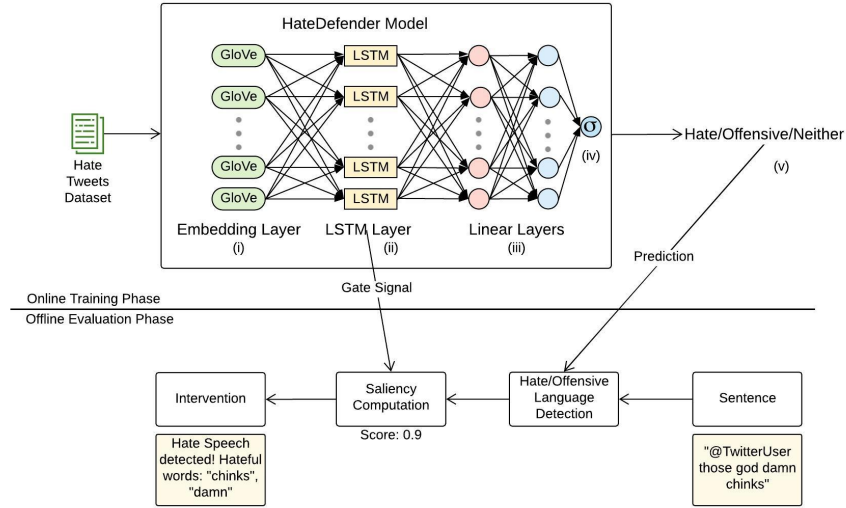 HateDefender Model
GloVe
LSTM
GloVe
LSTM
σ
Hate/Offensive/Neither
Hate
Tweets
Dataset
(iv)
(v)
GloVe
LSTM
GloVe
LSTM
Embedding Layer
LSTM Layer
Linear Layers
(i)
(ii)
(iii)
Prediction
Gate Signal
Online Training Phase
Offline Evaluation Phase
Intervention
Saliency
Computation
Hate/Offensive
Language
Detection
Sentence
Score: 0.9
Hate Speech
detected! Hateful
words: "chinks",
"damn"
"@TwitterUser
those god damn
chinks"